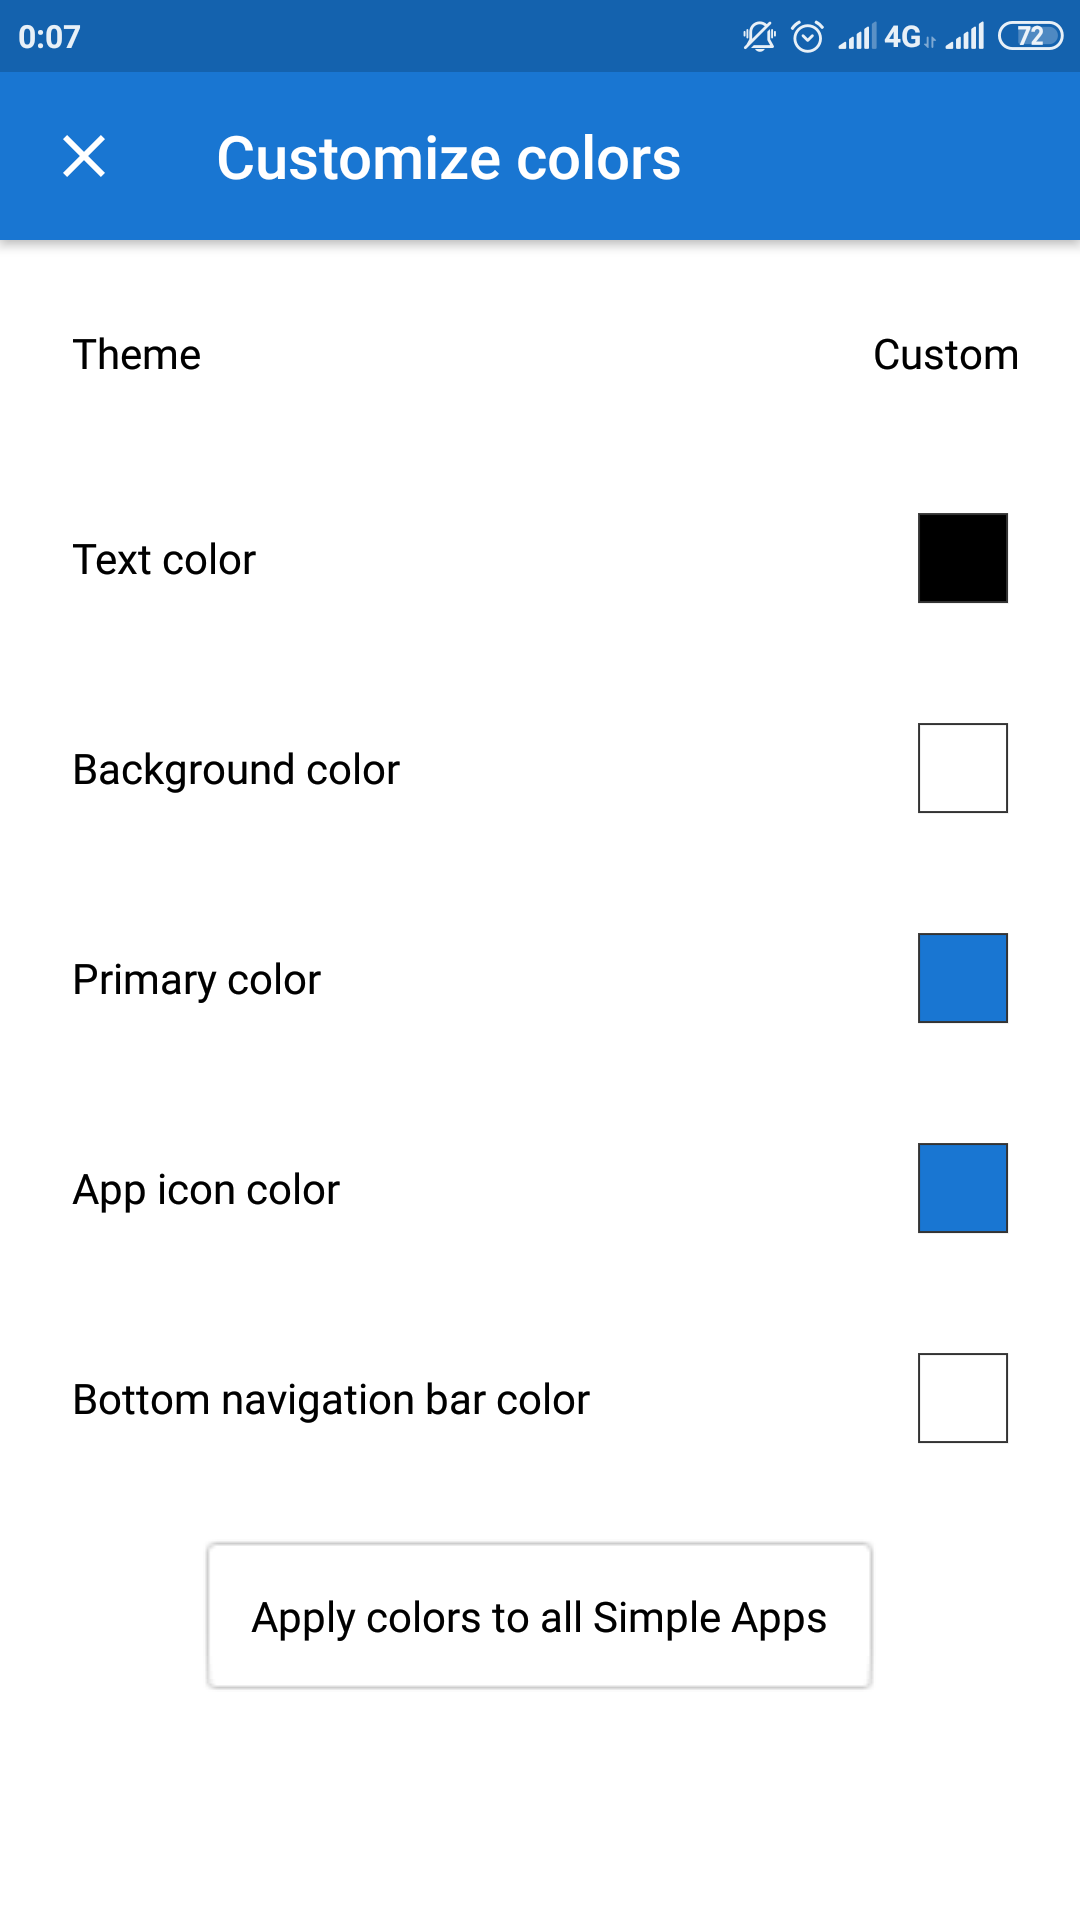 0:07 4G 72
Customize colors
Theme Custom
Text color
Background color
Primary color
App icon color
Bottom navigation bar color
Apply colors to all Simple Apps